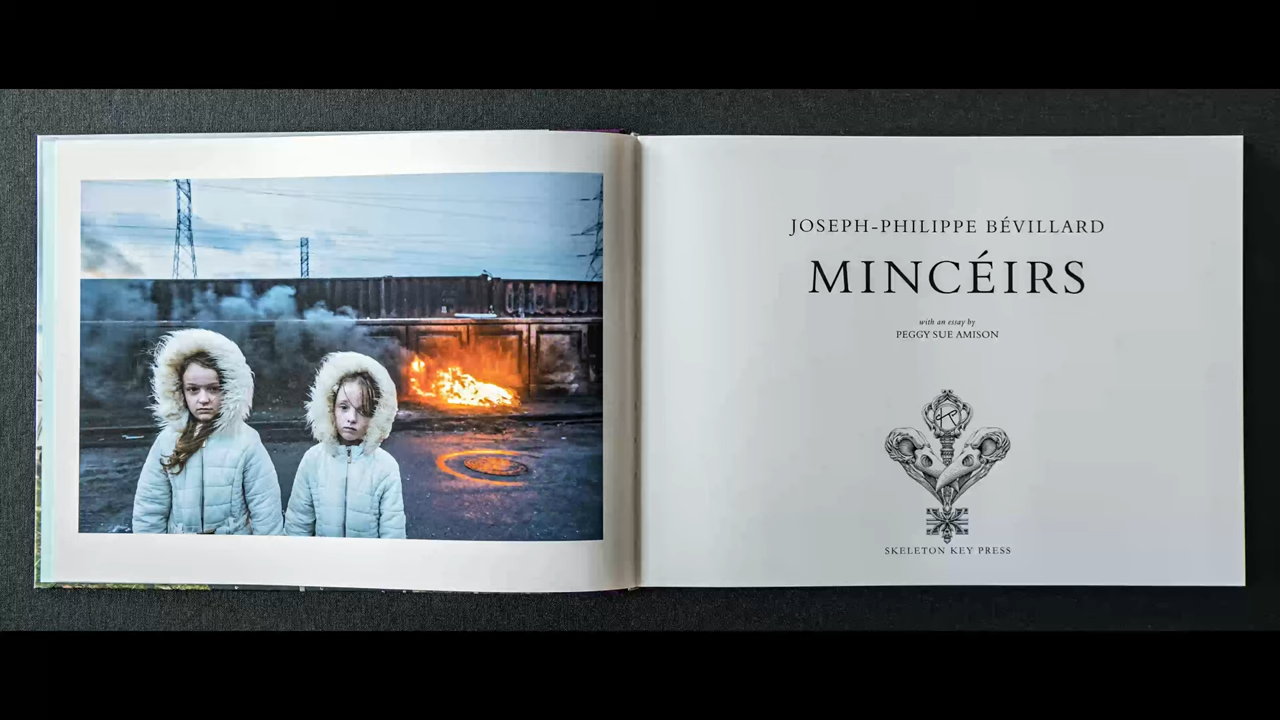 JOSEPH-PHILIPPE BÉVILLARD
MINCÉIRS
with an essay by
PEGGY SUE AMISON
SKELETON KEY PRESS